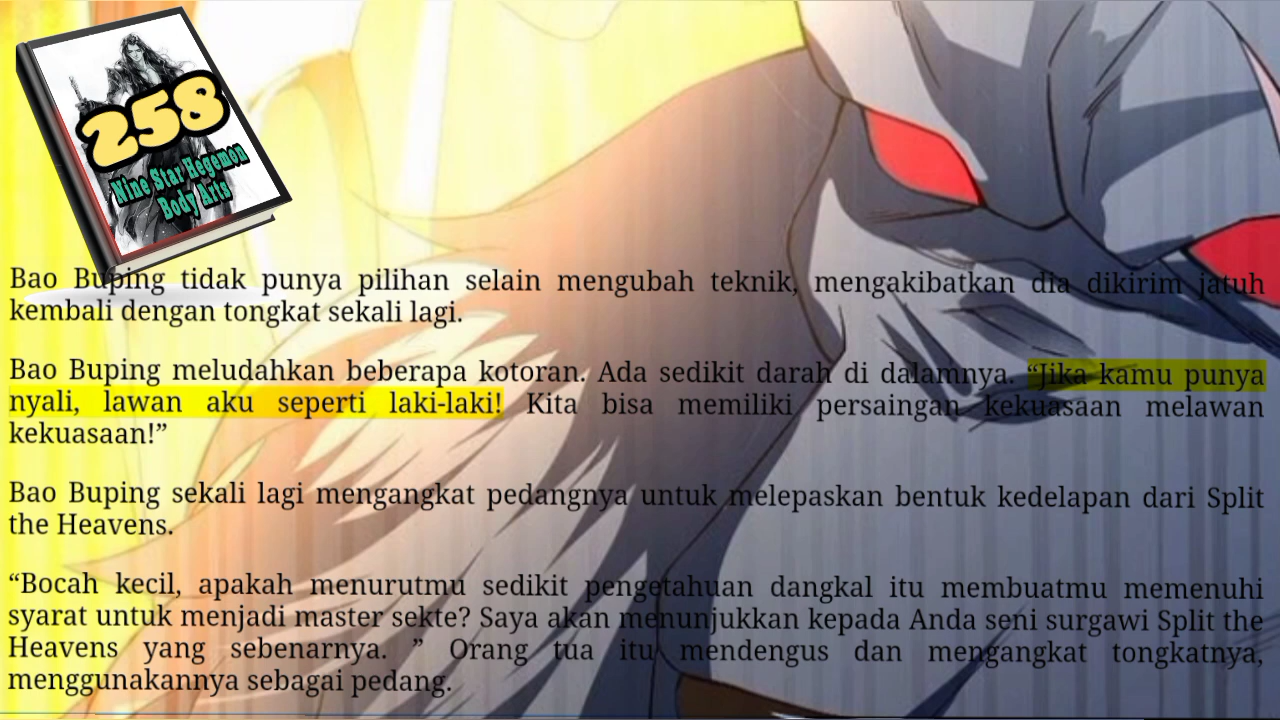 258
Nine Star Hegemon
Body Arts
Bao Buping tidak punya pilihan selain mengubah teknik, mengakibatkan dia dikirim jatuh
kembali dengan tongkat sekali lagi.
Bao Buping meludahkan beberapa kotoran. Ada sedikit darah di dalamnya. “Jika kamu punya
nyali, lawan aku seperti laki-laki! Kita bisa memiliki persaingan kekuasaan melawan
kekuasaan!”
Bao Buping sekali lagi mengangkat pedangnya untuk melepaskan bentuk kedelapan dari Split
the Heavens.
“Bocah kecil, apakah menurutmu sedikit pengetahuan dangkal itu membuatmu memenuhi
syarat untuk menjadi master sekte? Saya akan menunjukkan kepada Anda seni surgawi Split the
Heavens yang sebenarnya. ” Orang tua itu mendengus dan mengangkat tongkatnya,
menggunakannya sebagai pedang.